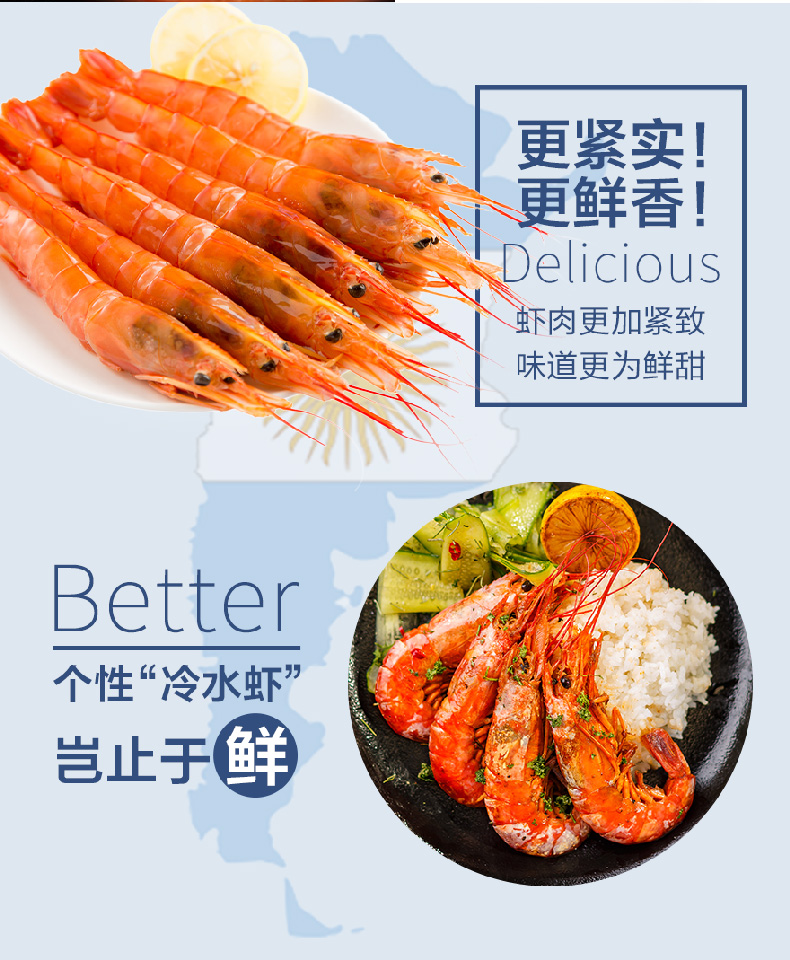 更紧实！
更鲜香！
Delicious
虾肉更加紧致
味道更为鲜甜
Better
个性“冷水虾”
岂止于鲜